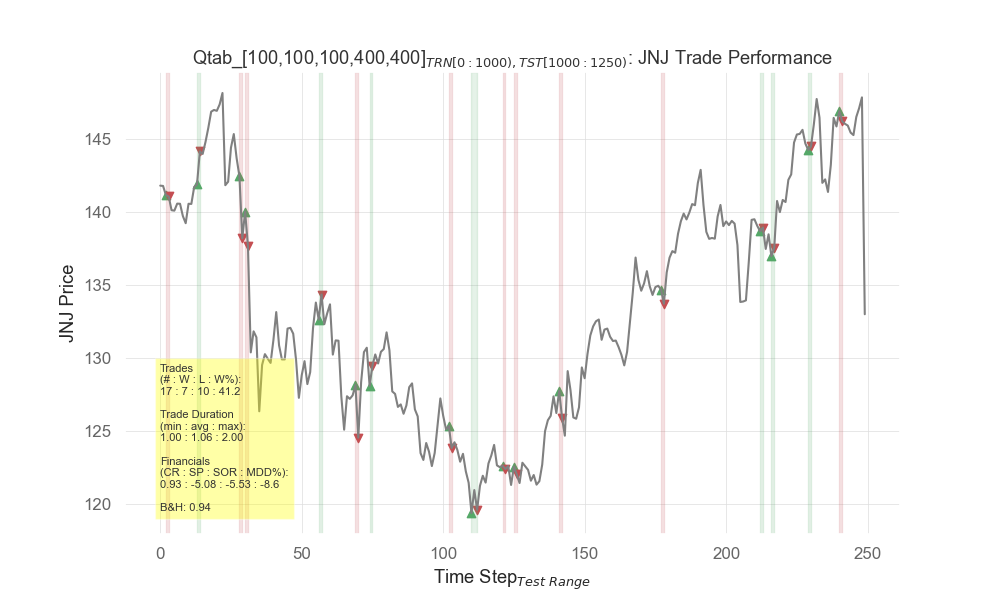 Qtab_[100,100,100,400,400]TRN[0:1000),TST[1000:1250): JNJ Trade Performance
JNJ Price
145
140
135
130
125
120
Trades
(# : W : L : W%):
17 : 7 : 10 : 41.2
Trade Duration
(min : avg : max):
1.00 : 1.06 : 2.00
Financials
(CR : SP : SOR : MDD%):
0.93 : -5.08 : -5.53 : -8.6
B&H: 0.94
0 50 100 150 200 250
Time StepTest Range